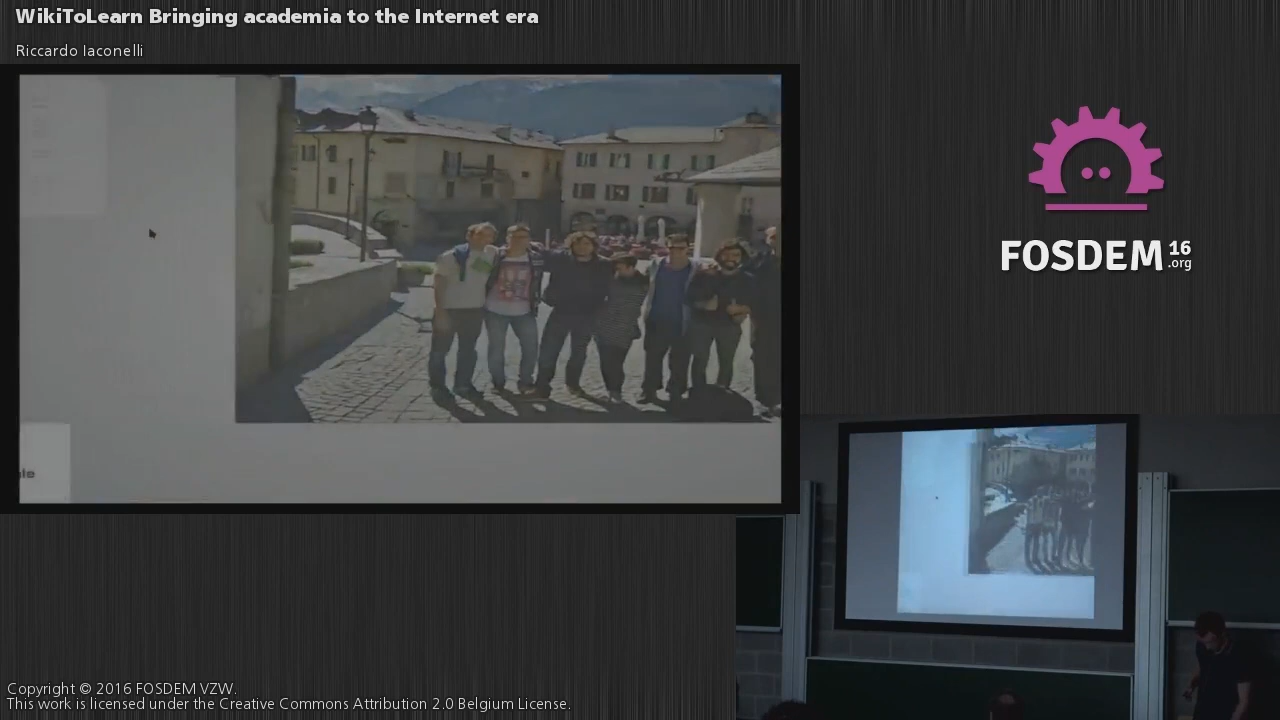 WikiToLearn Bringing academia to the Internet era
Riccardo Iaconelli
FOSDEM 16
.org
Copyright © 2016 FOSDEM VZW.
This work is licensed under the Creative Commons Attribution 2.0 Belgium License.